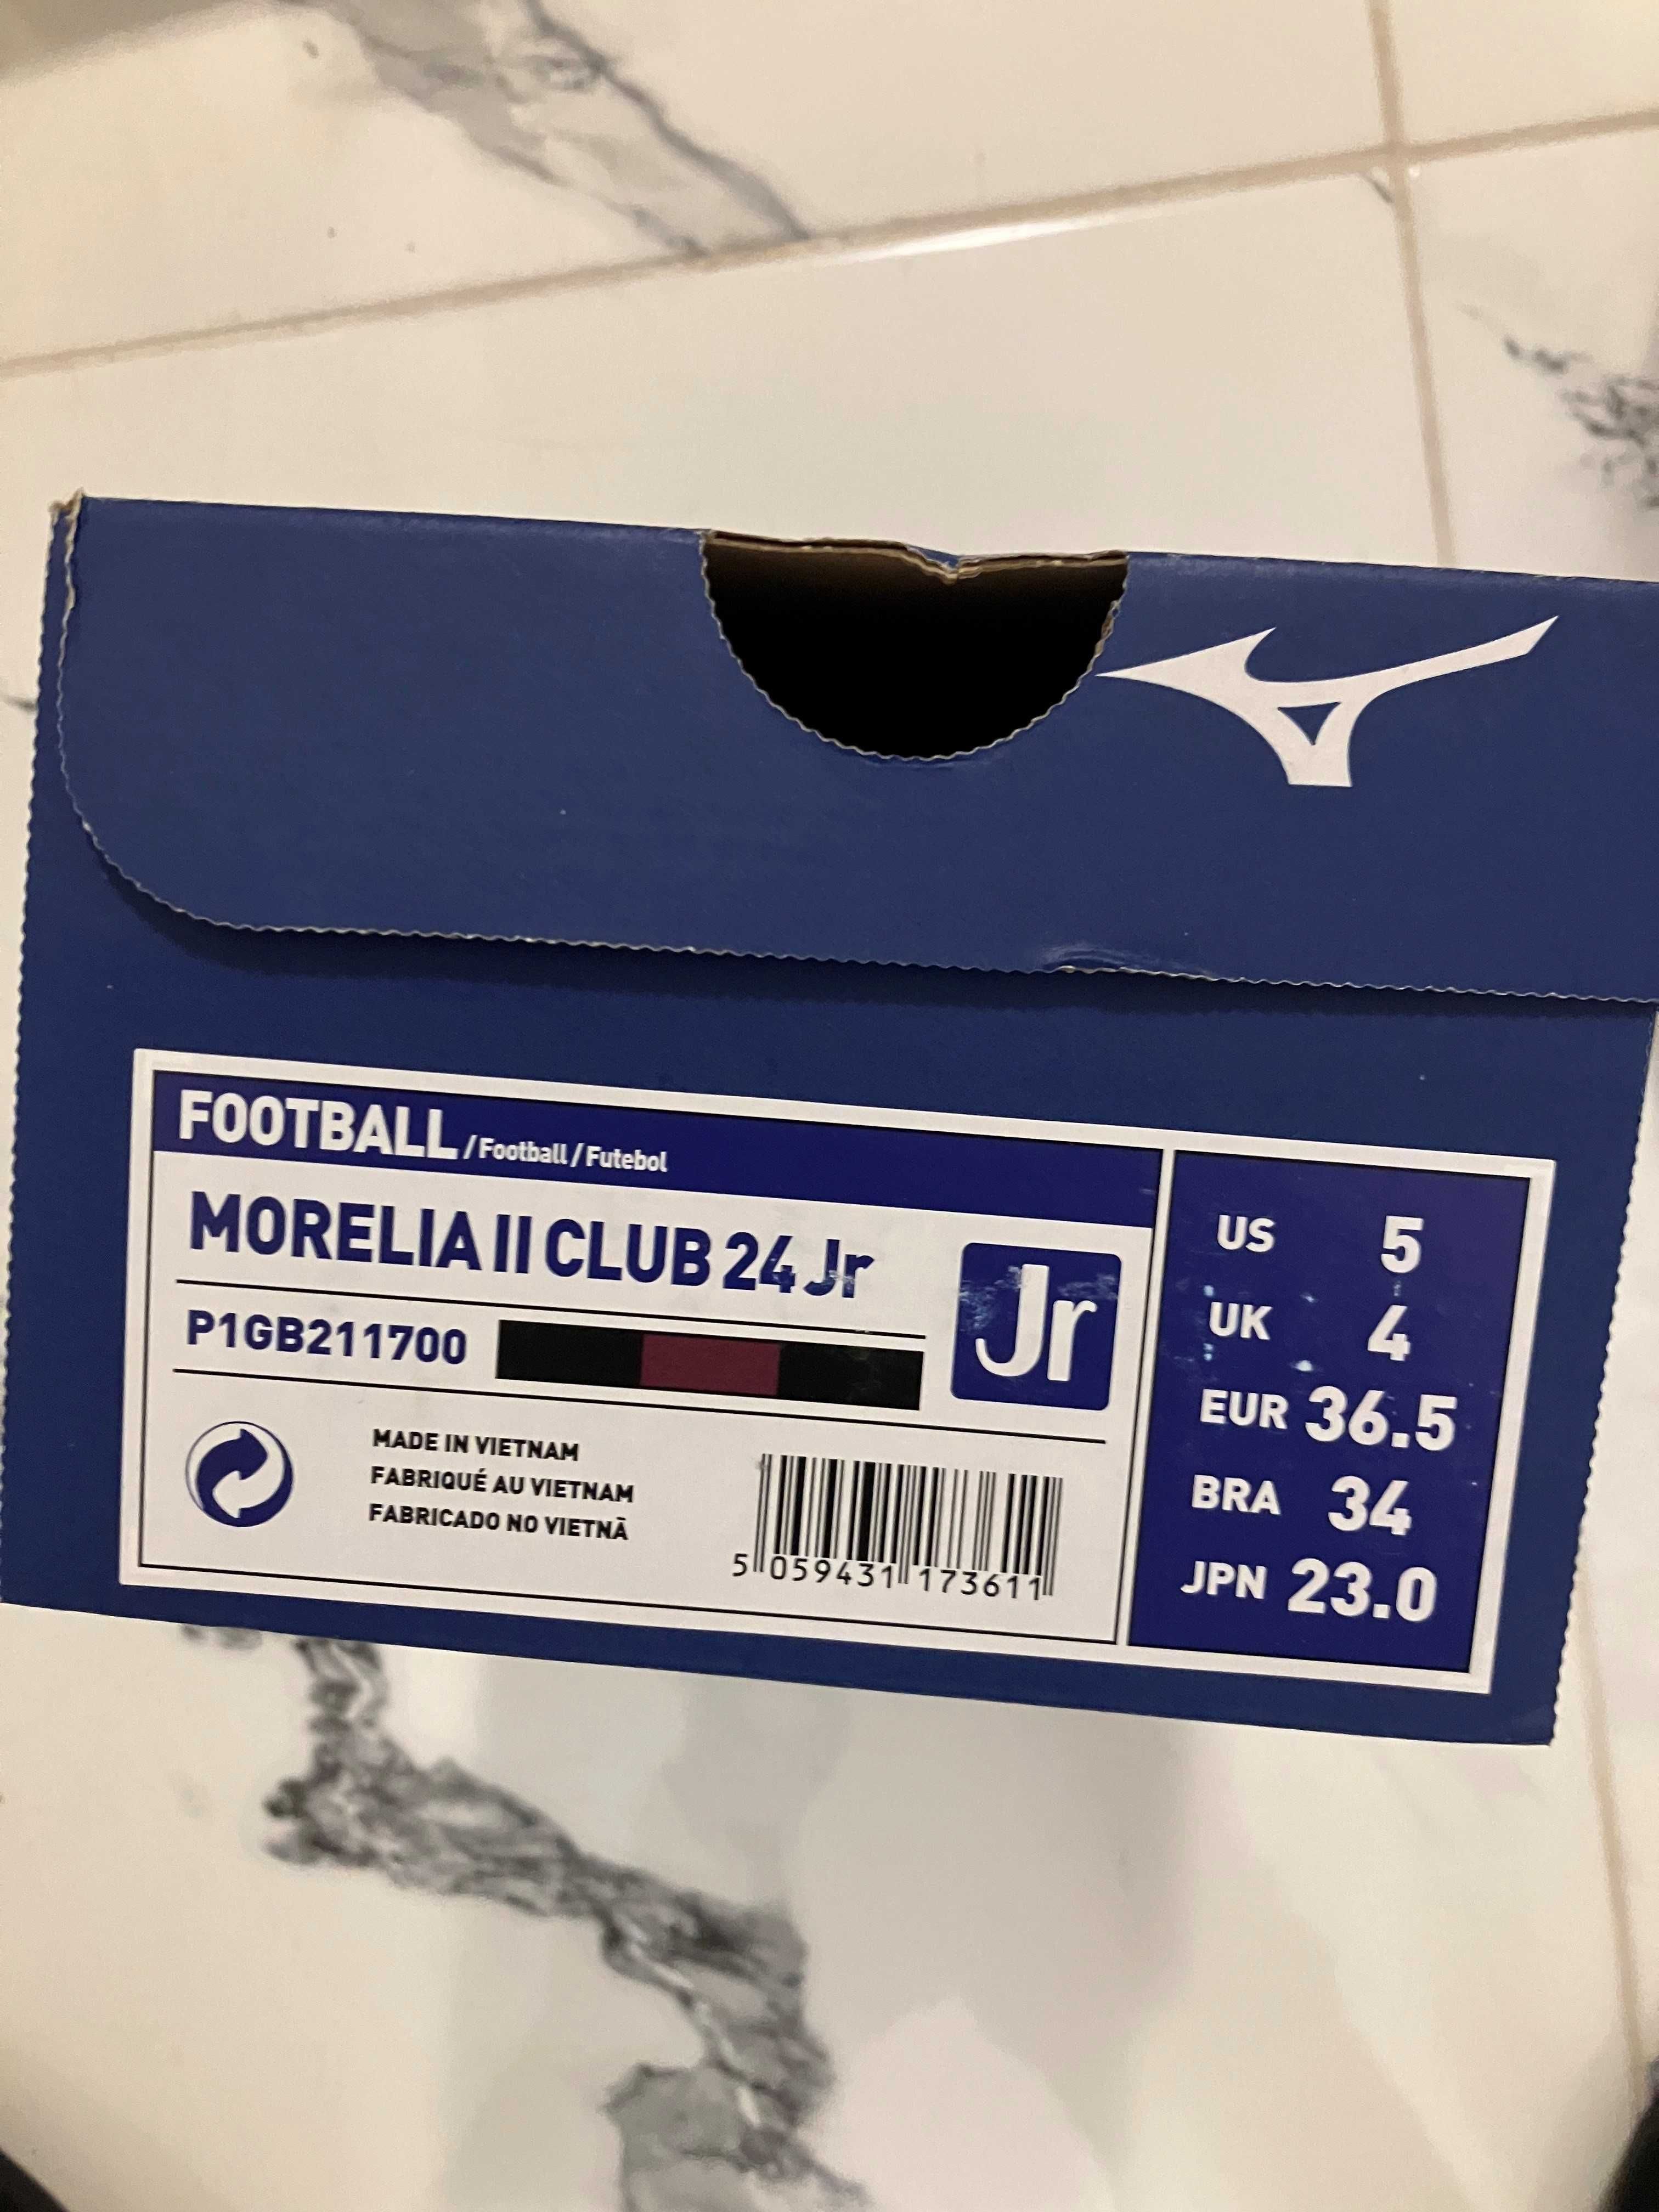 FOOTBALL / Football / Futebol
MORELIA II CLUB 24 Jr
P1GB211700
Jr
MADE IN VIETNAM
FABRIQUÉ AU VIETNAM
FABRICADO NO VIETNÃ
5 059431 173611
US 5
UK 4
EUR 36.5
BRA 34
JPN 23.0